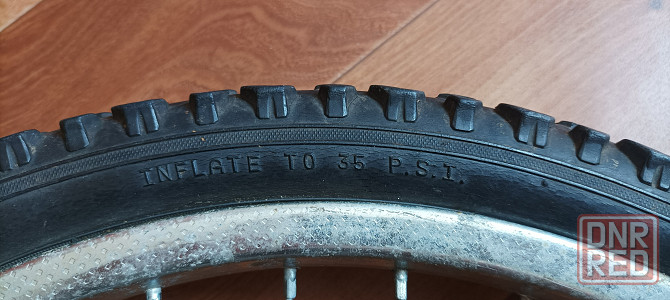 INFLATE TO 35 P.S.I.
DNR
RED